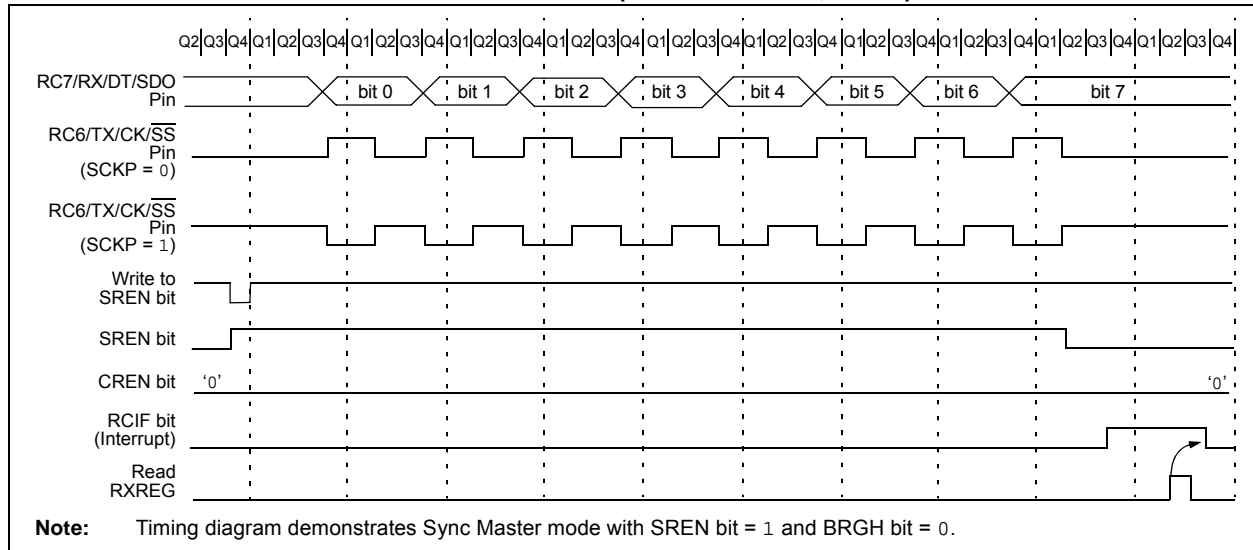 Q2 Q3 Q4 Q1 Q2 Q3 Q4 Q1 Q2 Q3 Q4 Q1 Q2 Q3 Q4 Q1 Q2 Q3 Q4 Q1 Q2 Q3 Q4 Q1 Q2 Q3 Q4 Q1 Q2 Q3 Q4 Q1 Q2 Q3 Q4 Q1 Q2 Q3 Q4 Q1 Q2 Q3 Q4
RC7/RX/DT/SDO
Pin
bit 0 bit 1 bit 2 bit 3 bit 4 bit 5 bit 6 bit 7
RC6/TX/CK/SS
Pin
(SCKP = 0)
RC6/TX/CK/SS
Pin
(SCKP = 1)
Write to
SREN bit
SREN bit
CREN bit ‘0’ ‘0’
RCIF bit
(Interrupt)
Read
RXREG
Note: Timing diagram demonstrates Sync Master mode with SREN bit = 1 and BRGH bit = 0.